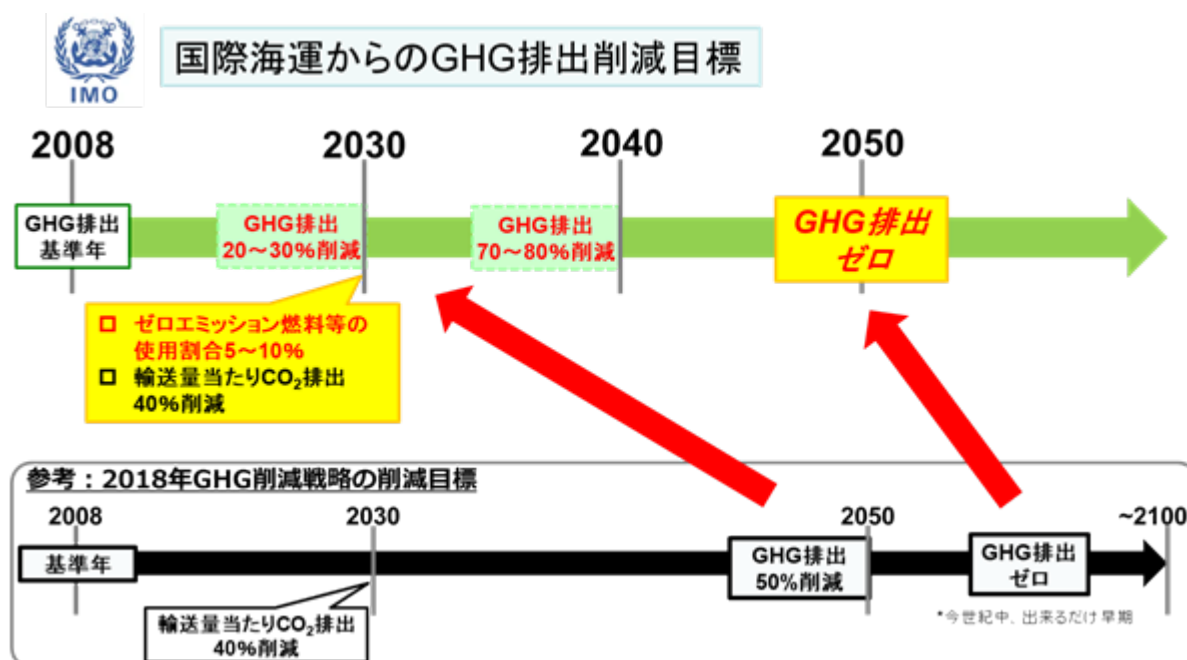 IMO
国際海運からのGHG排出削減目標
2008
2030
2040
2050
GHG排出
基準年
GHG排出
20～30%削減
GHG排出
70～80%削減
GHG排出
ゼロ
□ ゼロエミッション燃料等の
使用割合5～10%
□ 輸送量当たりCO₂排出
40%削減
参考：2018年GHG削減戦略の削減目標
2008
2030
2050
~2100
基準年
GHG排出
50%削減
GHG排出
ゼロ
輸送量当たりCO₂排出
40%削減
*今世紀中、出来るだけ早期